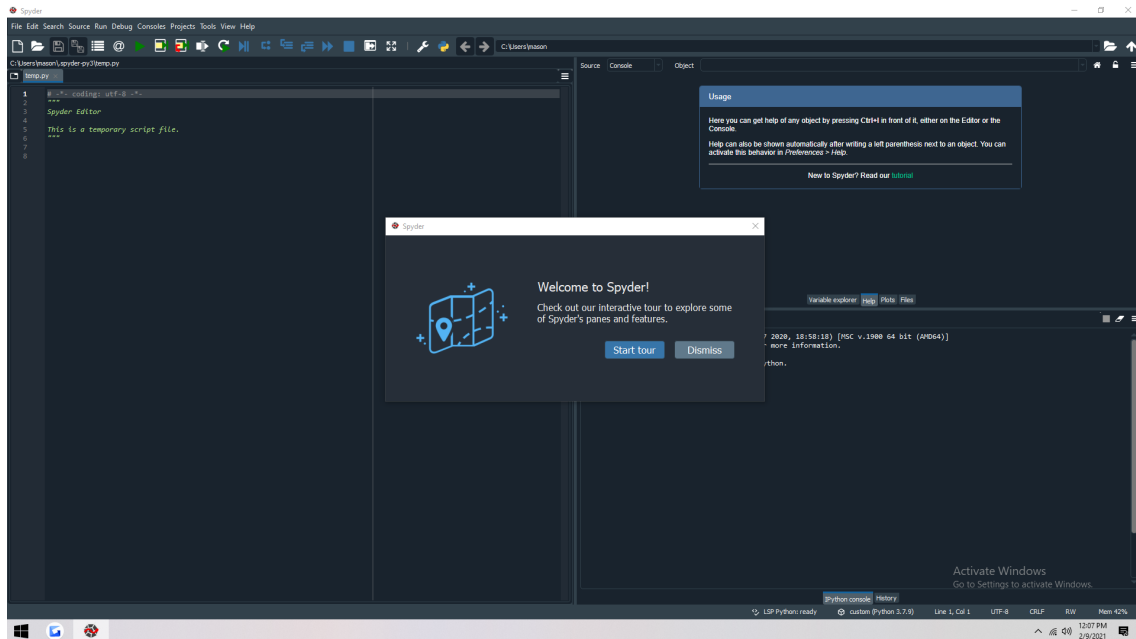 Spyder
File Edit Search Source Run Debug Consoles Projects Tools View Help
C:\Users\mason
C:\Users\mason\.spyder-py3\temp.py
temp.py
1 # -*- coding: utf-8 -*-
2 """
3 Spyder Editor
4
5 This is a temporary script file.
6 """
7
8
Source Console Object
Usage
Here you can get help of any object by pressing Ctrl+I in front of it, either on the Editor or the
Console.
Help can also be shown automatically after writing a left parenthesis next to an object. You can
activate this behavior in Preferences > Help.
New to Spyder? Read our tutorial
Variable explorer Help Plots Files
Spyder
Welcome to Spyder!
Check out our interactive tour to explore some
of Spyder's panes and features.
Start tour Dismiss
2020, 18:58:18) [MSC v.1900 64 bit (AMD64)]
more information.
ython.
Activate Windows
Go to Settings to activate Windows.
IPython console History
LSP Python: ready custom (Python 3.7.9) Line 1, Col 1 UTF-8 CRLF RW Mem 42%
12:07 PM
2/9/2021